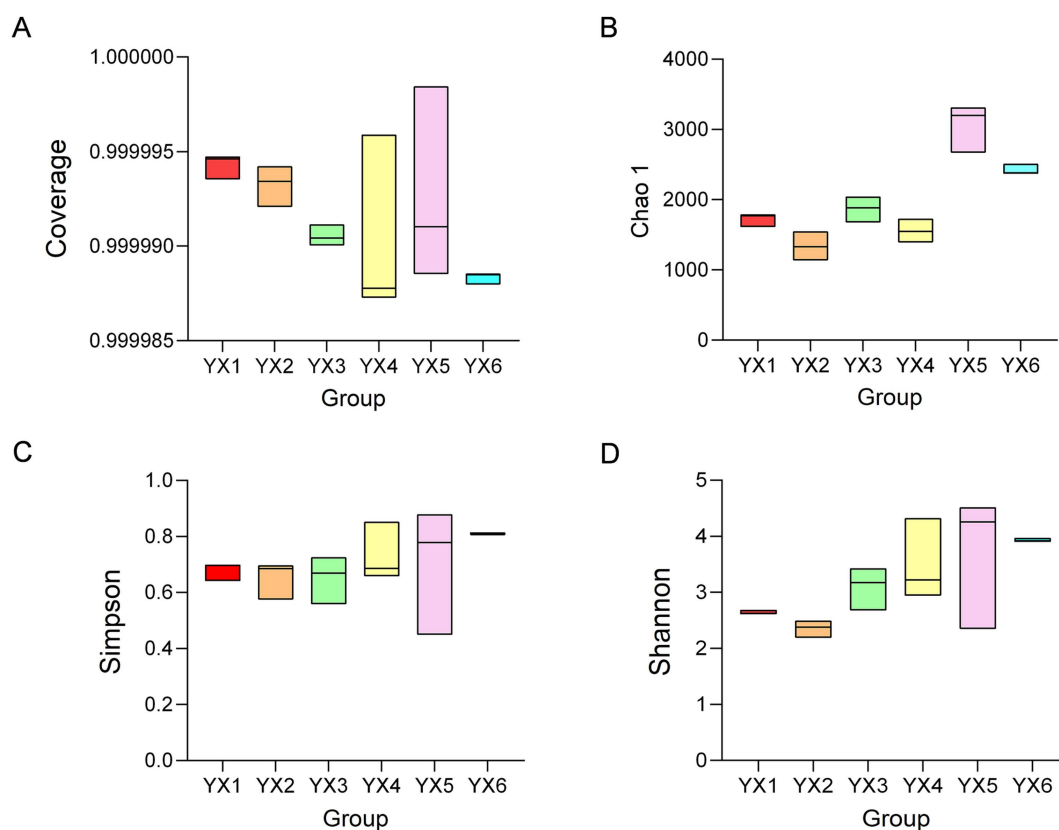 A
Coverage
1.000000
0.999995
0.999990
0.999985
YX1 YX2 YX3 YX4 YX5 YX6
Group
B
Chao 1
4000
3000
2000
1000
0
YX1 YX2 YX3 YX4 YX5 YX6
Group
C
Simpson
1.0
0.8
0.6
0.4
0.2
0.0
YX1 YX2 YX3 YX4 YX5 YX6
Group
D
Shannon
5
4
3
2
1
0
YX1 YX2 YX3 YX4 YX5 YX6
Group